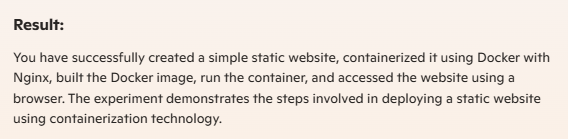 Result:
You have successfully created a simple static website, containerized it using Docker with
Nginx, built the Docker image, run the container, and accessed the website using a
browser. The experiment demonstrates the steps involved in deploying a static website
using containerization technology.